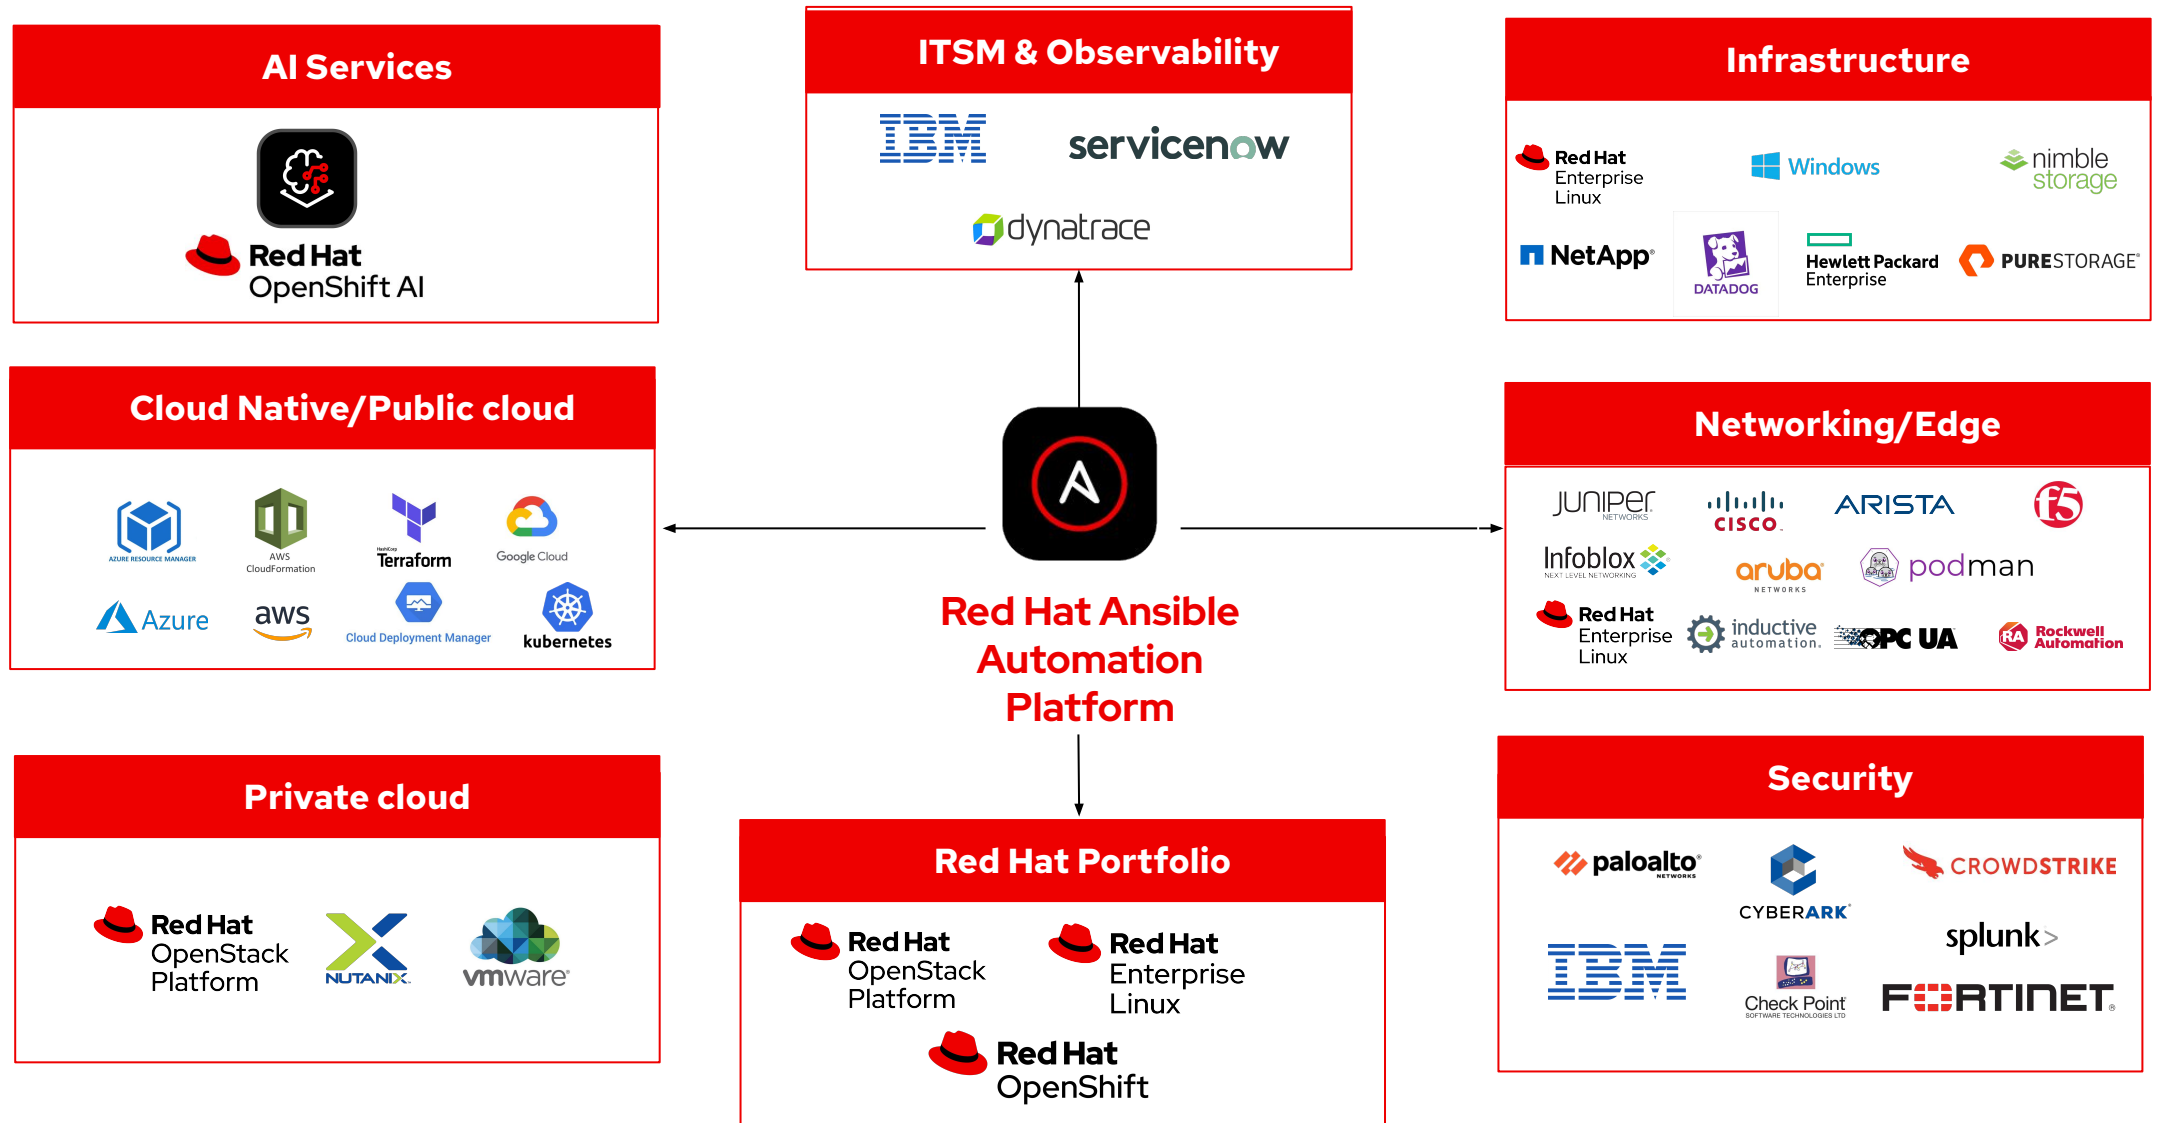 AI Services
Red Hat
OpenShift AI
ITSM & Observability
IBM
servicenow
dynatrace
Infrastructure
Red Hat
Enterprise
Linux
Windows
nimble
storage
NetApp®
DATADOG
Hewlett Packard
Enterprise
PURESTORAGE®
Cloud Native/Public cloud
AZURE RESOURCE MANAGER
AWS
CloudFormation
HashiCorp
Terraform
Google Cloud
Azure
aws
Cloud Deployment Manager
kubernetes
Red Hat Ansible
Automation
Platform
Networking/Edge
JUNIPER
NETWORKS
CISCO
ARISTA
f5
Infoblox
NEXT LEVEL NETWORKING
aruba
NETWORKS
podman
Red Hat
Enterprise
Linux
inductive
automation
OPC UA
RA
Rockwell
Automation
Private cloud
Red Hat
OpenStack
Platform
NUTANIX
vmware®
Red Hat Portfolio
Red Hat
OpenStack
Platform
Red Hat
Enterprise
Linux
Red Hat
OpenShift
Security
paloalto®
NETWORKS
CYBERARK®
CROWDSTRIKE
IBM
splunk>
Check Point
SOFTWARE TECHNOLOGIES LTD
FORTINET®